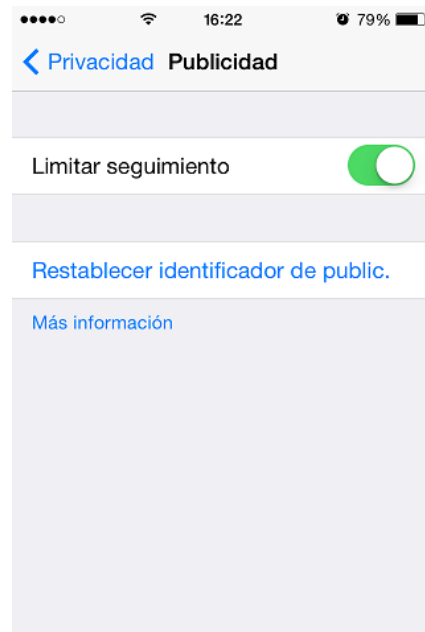 16:22 79%
Privacidad Publicidad
Limitar seguimiento
Restablecer identificador de public.
Más información